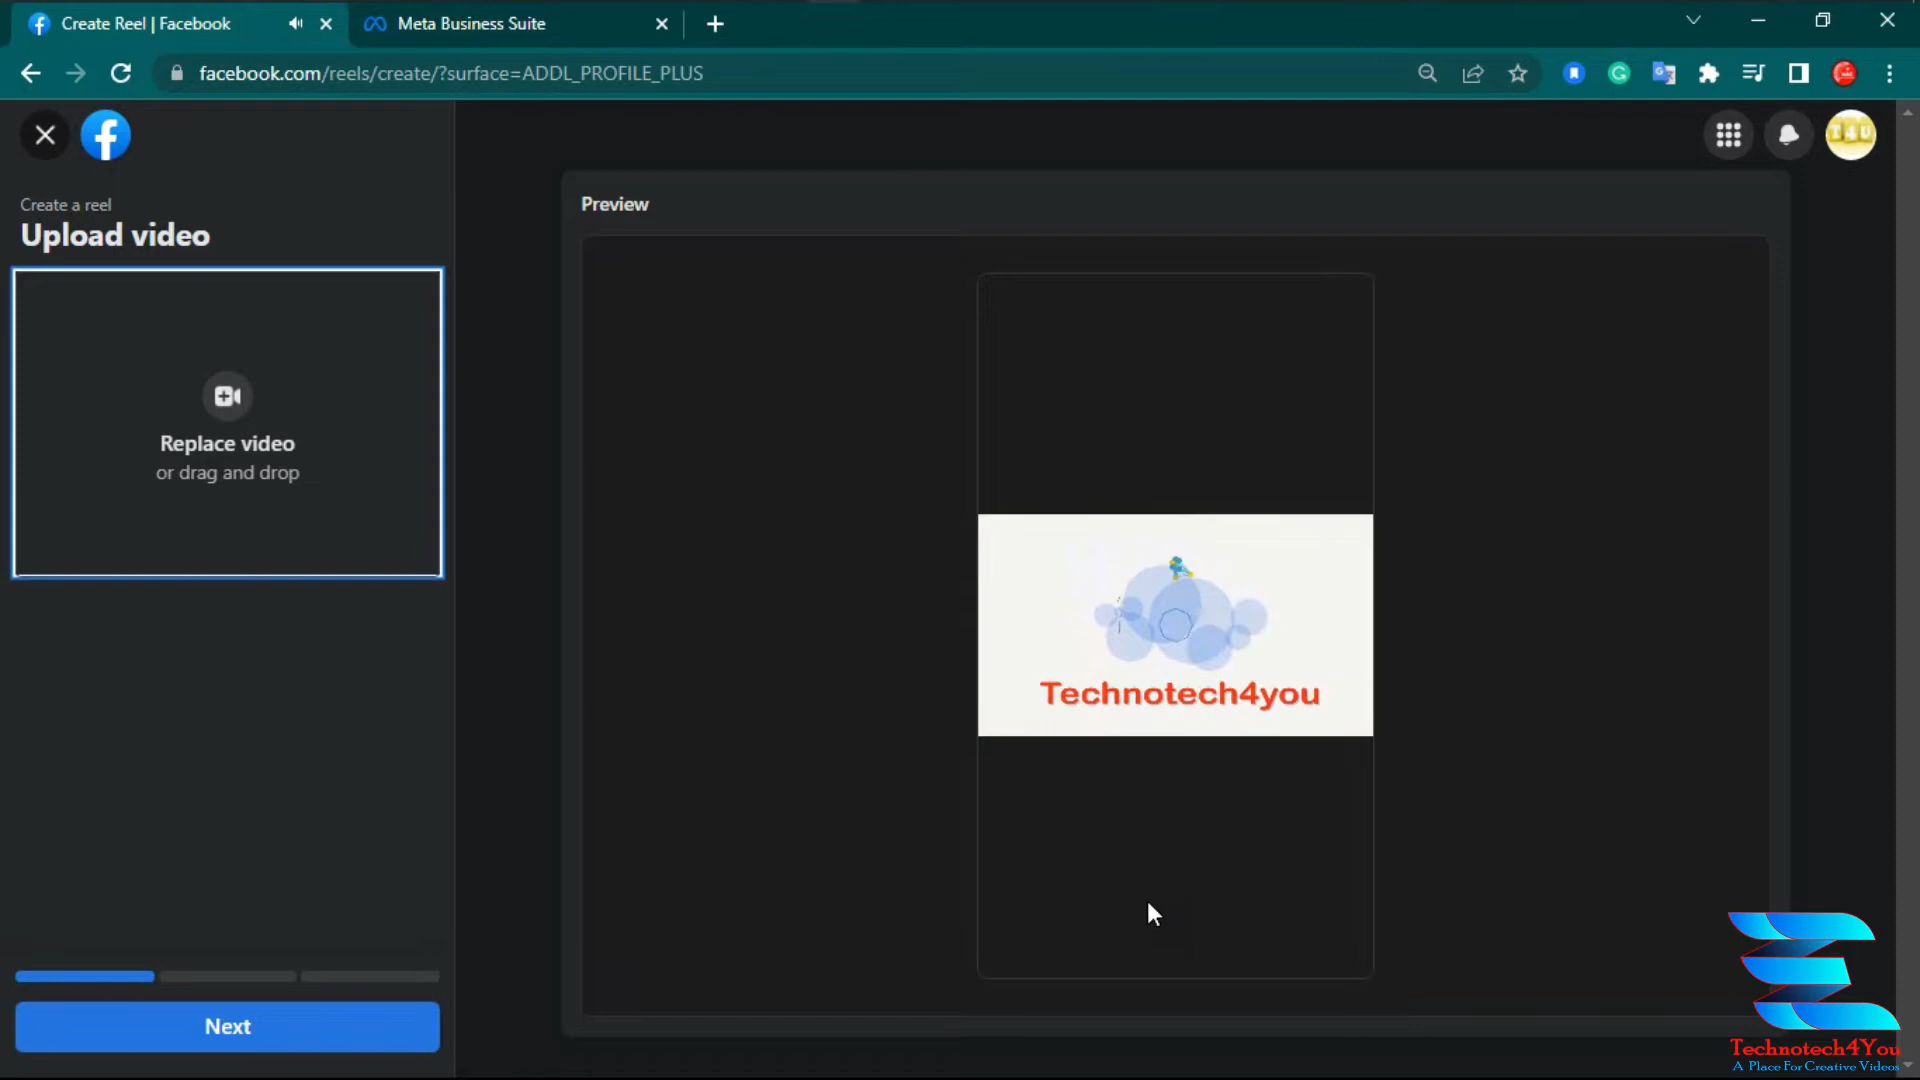 Create Reel | Facebook
Meta Business Suite
facebook.com/reels/create/?surface=ADDL_PROFILE_PLUS
Create a reel
Upload video
Replace video
or drag and drop
Next
Preview
Technotech4you
T4U
Technotech4You
A Place For Creative Videos